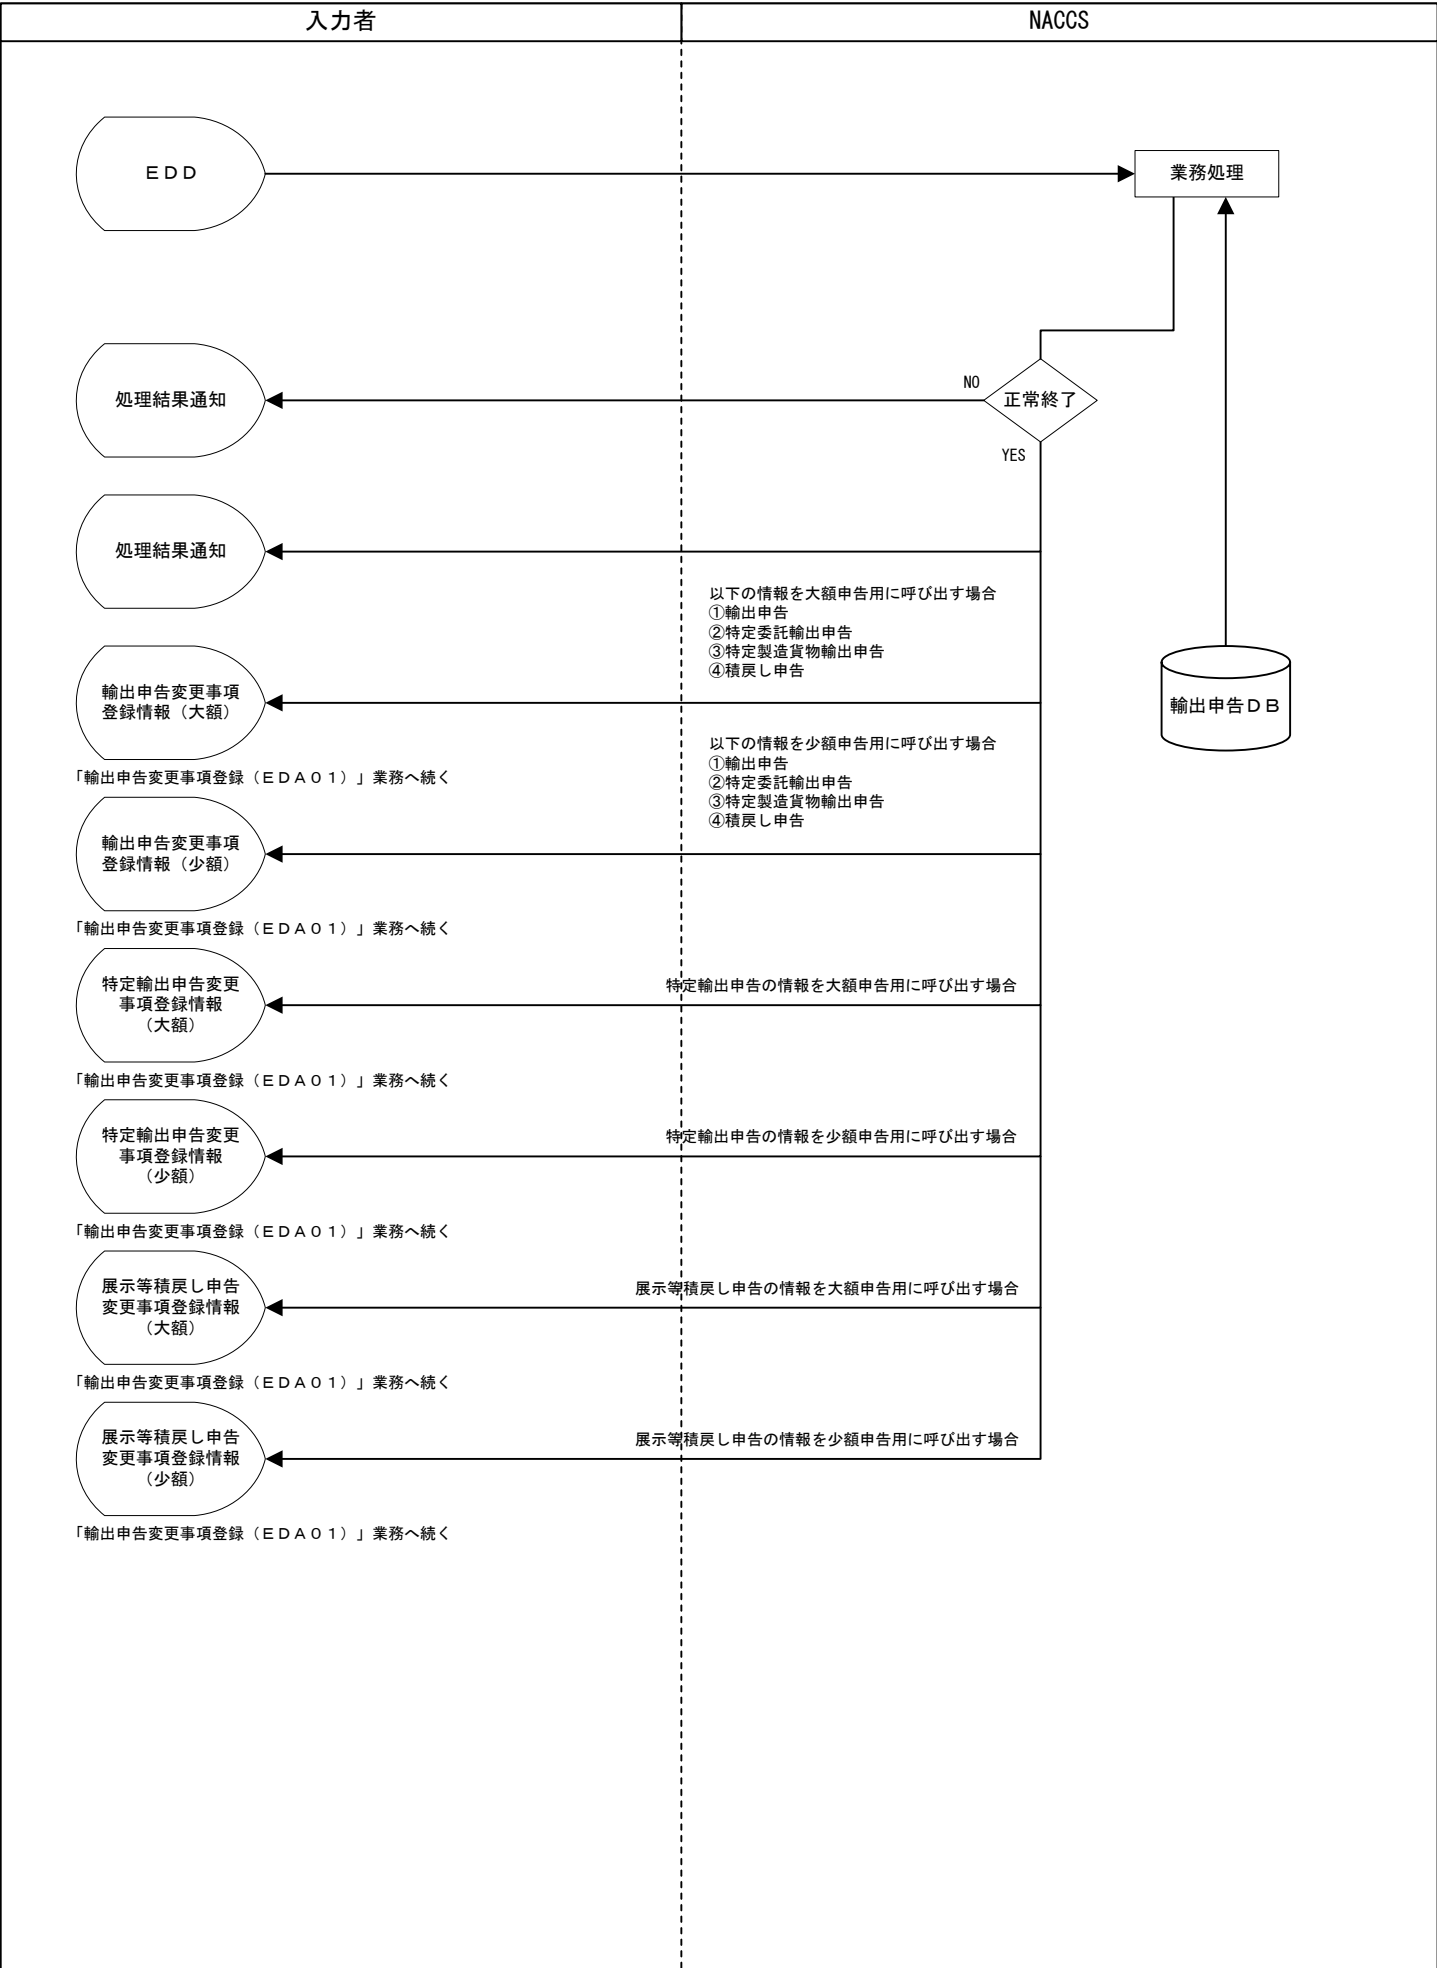 入力者
NACCS
ＥＤＤ
業務処理
処理結果通知
NO
正常終了
YES
処理結果通知
以下の情報を大額申告用に呼び出す場合
①輸出申告
②特定委託輸出申告
③特定製造貨物輸出申告
④積戻し申告
輸出申告変更事項
登録情報（大額）
輸出申告ＤＢ
「輸出申告変更事項登録（ＥＤＡ０１）」業務へ続く
以下の情報を少額申告用に呼び出す場合
①輸出申告
②特定委託輸出申告
③特定製造貨物輸出申告
④積戻し申告
輸出申告変更事項
登録情報（少額）
「輸出申告変更事項登録（ＥＤＡ０１）」業務へ続く
特定輸出申告変更
事項登録情報
（大額）
特定輸出申告の情報を大額申告用に呼び出す場合
「輸出申告変更事項登録（ＥＤＡ０１）」業務へ続く
特定輸出申告変更
事項登録情報
（少額）
特定輸出申告の情報を少額申告用に呼び出す場合
「輸出申告変更事項登録（ＥＤＡ０１）」業務へ続く
展示等積戻し申告
変更事項登録情報
（大額）
展示等積戻し申告の情報を大額申告用に呼び出す場合
「輸出申告変更事項登録（ＥＤＡ０１）」業務へ続く
展示等積戻し申告
変更事項登録情報
（少額）
展示等積戻し申告の情報を少額申告用に呼び出す場合
「輸出申告変更事項登録（ＥＤＡ０１）」業務へ続く